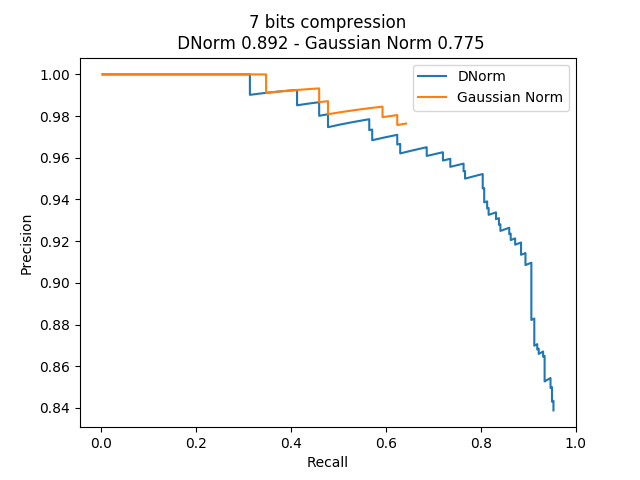 7 bits compression
DNorm 0.892 - Gaussian Norm 0.775
DNorm
Gaussian Norm
1.00
0.98
0.96
0.94
0.92
0.90
0.88
0.86
0.84
Precision
0.0
0.2
0.4
0.6
0.8
1.0
Recall